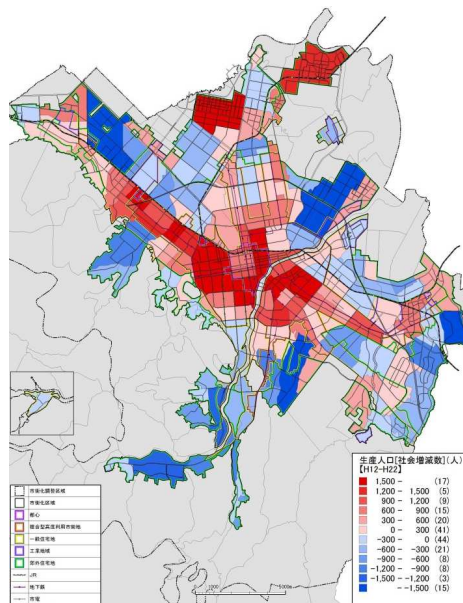 生産人口[社会増減数](人)
【H12-H22】
1,500 - (17)
1,200 - 1,500 (5)
900 - 1,200 (9)
600 - 900 (15)
300 - 600 (20)
0 - 300 (41)
-300 - 0 (44)
-600 - -300 (21)
-900 - -600 (8)
-1,200 - -900 (8)
-1,500 - -1,200 (3)
- -1,500 (15)
市街化調整区域
市街化区域
都心
複合型高度利用市街地
一般住宅地
工業地域
郊外住宅地
JR
地下鉄
市電